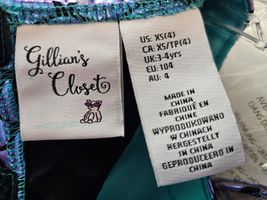 Gillian's
Closet
US: XS(4)
CA: XS/TP(4)
UK: 3-4yrs
EU: 104
AU: 4
MADE IN
CHINA
FABRIQUÉ EN
CHINE
WYPRODUKOWANO
W CHINACH
HERGESTELLT
IN CHINA
GEPRODUCEERD IN
CHINA